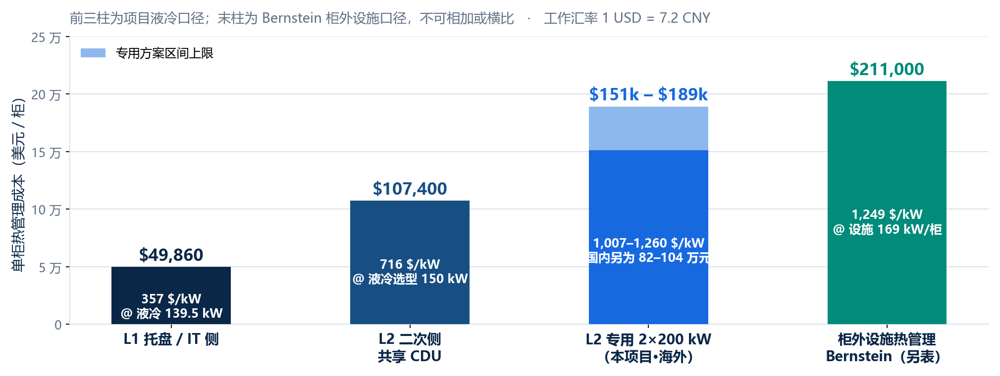 前三柱为项目液冷口径；末柱为 Bernstein 柜外设施口径，不可相加或横比 · 工作汇率 1 USD = 7.2 CNY
单柜热管理成本（美元 / 柜）
25 万
20 万
15 万
10 万
5 万
0
专用方案区间上限
$49,860
357 $/kW
@ 液冷 139.5 kW
$107,400
716 $/kW
@ 液冷选型 150 kW
$151k – $189k
1,007–1,260 $/kW
国内另为 82–104 万元
$211,000
1,249 $/kW
@ 设施 169 kW/柜
L1 托盘 / IT 侧
L2 二次侧
共享 CDU
L2 专用 2×200 kW
（本项目•海外）
柜外设施热管理
Bernstein（另表）